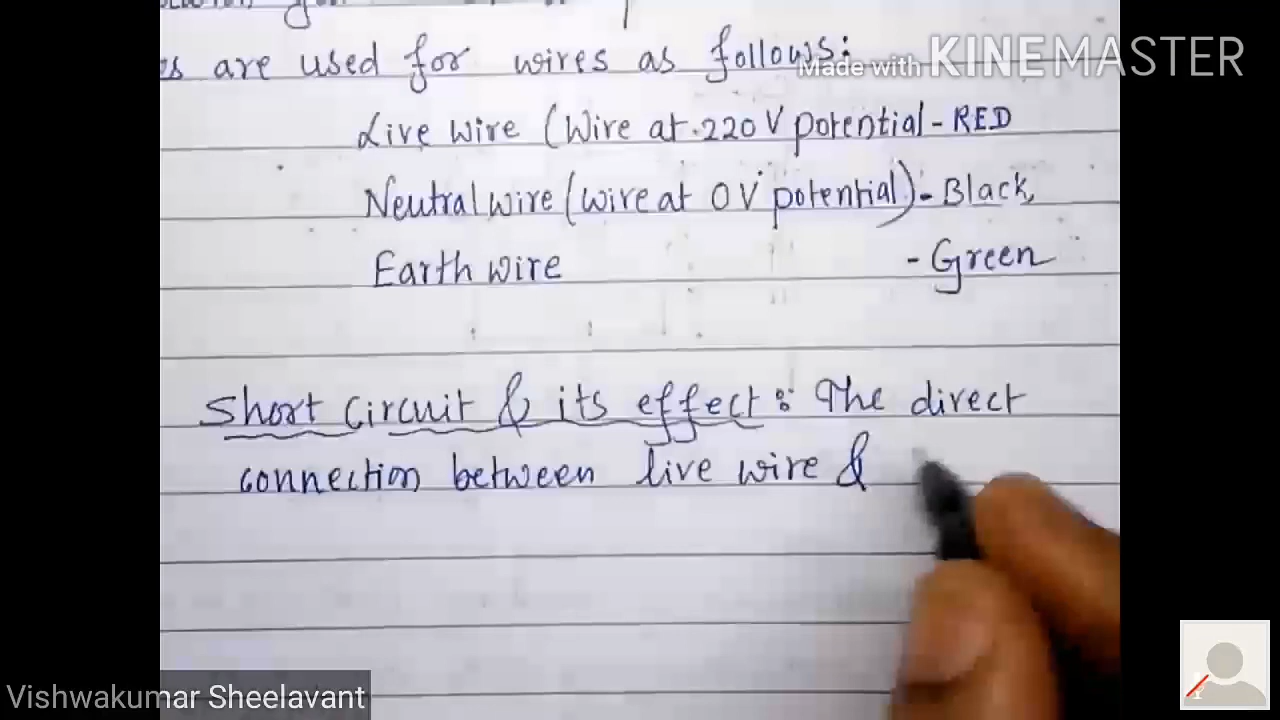 are used for wires as follows:
Made with KINEMASTER
Live wire (Wire at 220 V potential - RED
Neutral wire (wire at 0 V potential) - Black
Earth wire - Green
Short Circuit & its effect : The direct
connection between live wire &
Vishwakumar Sheelavant